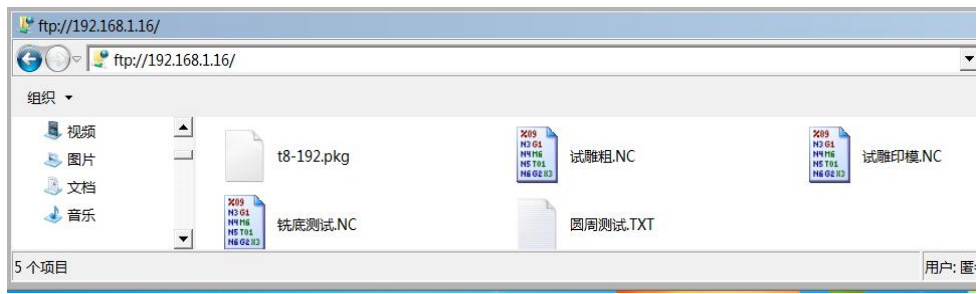 ftp://192.168.1.16/
ftp://192.168.1.16/
组织
视频
图片
文档
音乐
t8-192.pkg
试雕粗.NC
试雕印模.NC
铣底测试.NC
圆周测试.TXT
5 个项目
用户: 匿